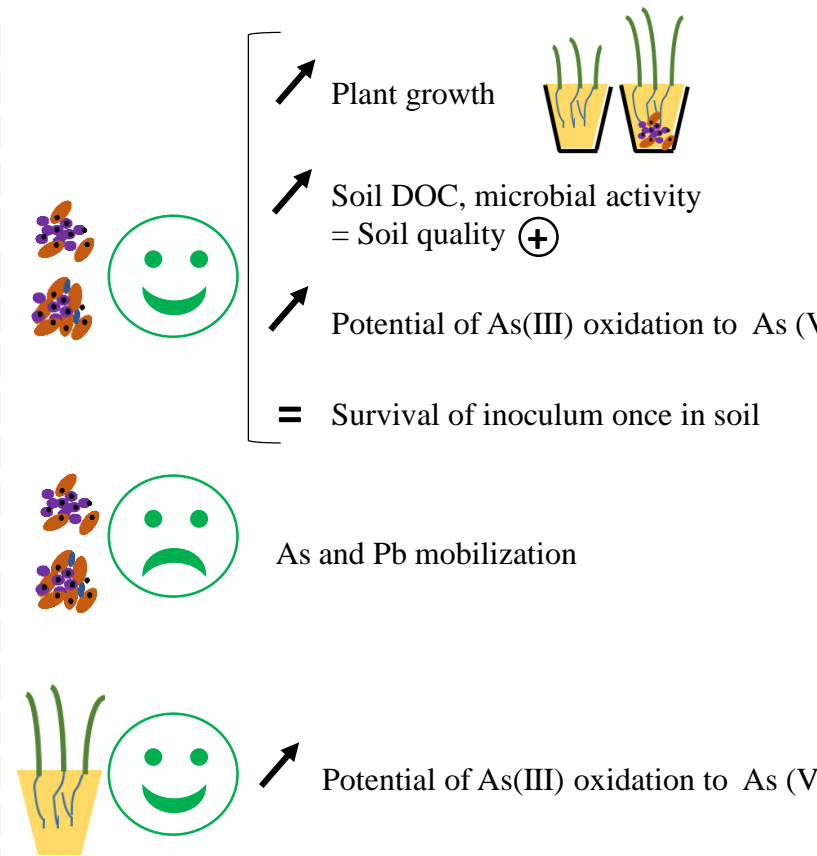 Plant growth
Soil DOC, microbial activity
= Soil quality +
Potential of As(III) oxidation to As (V
= Survival of inoculum once in soil
As and Pb mobilization
Potential of As(III) oxidation to As (V